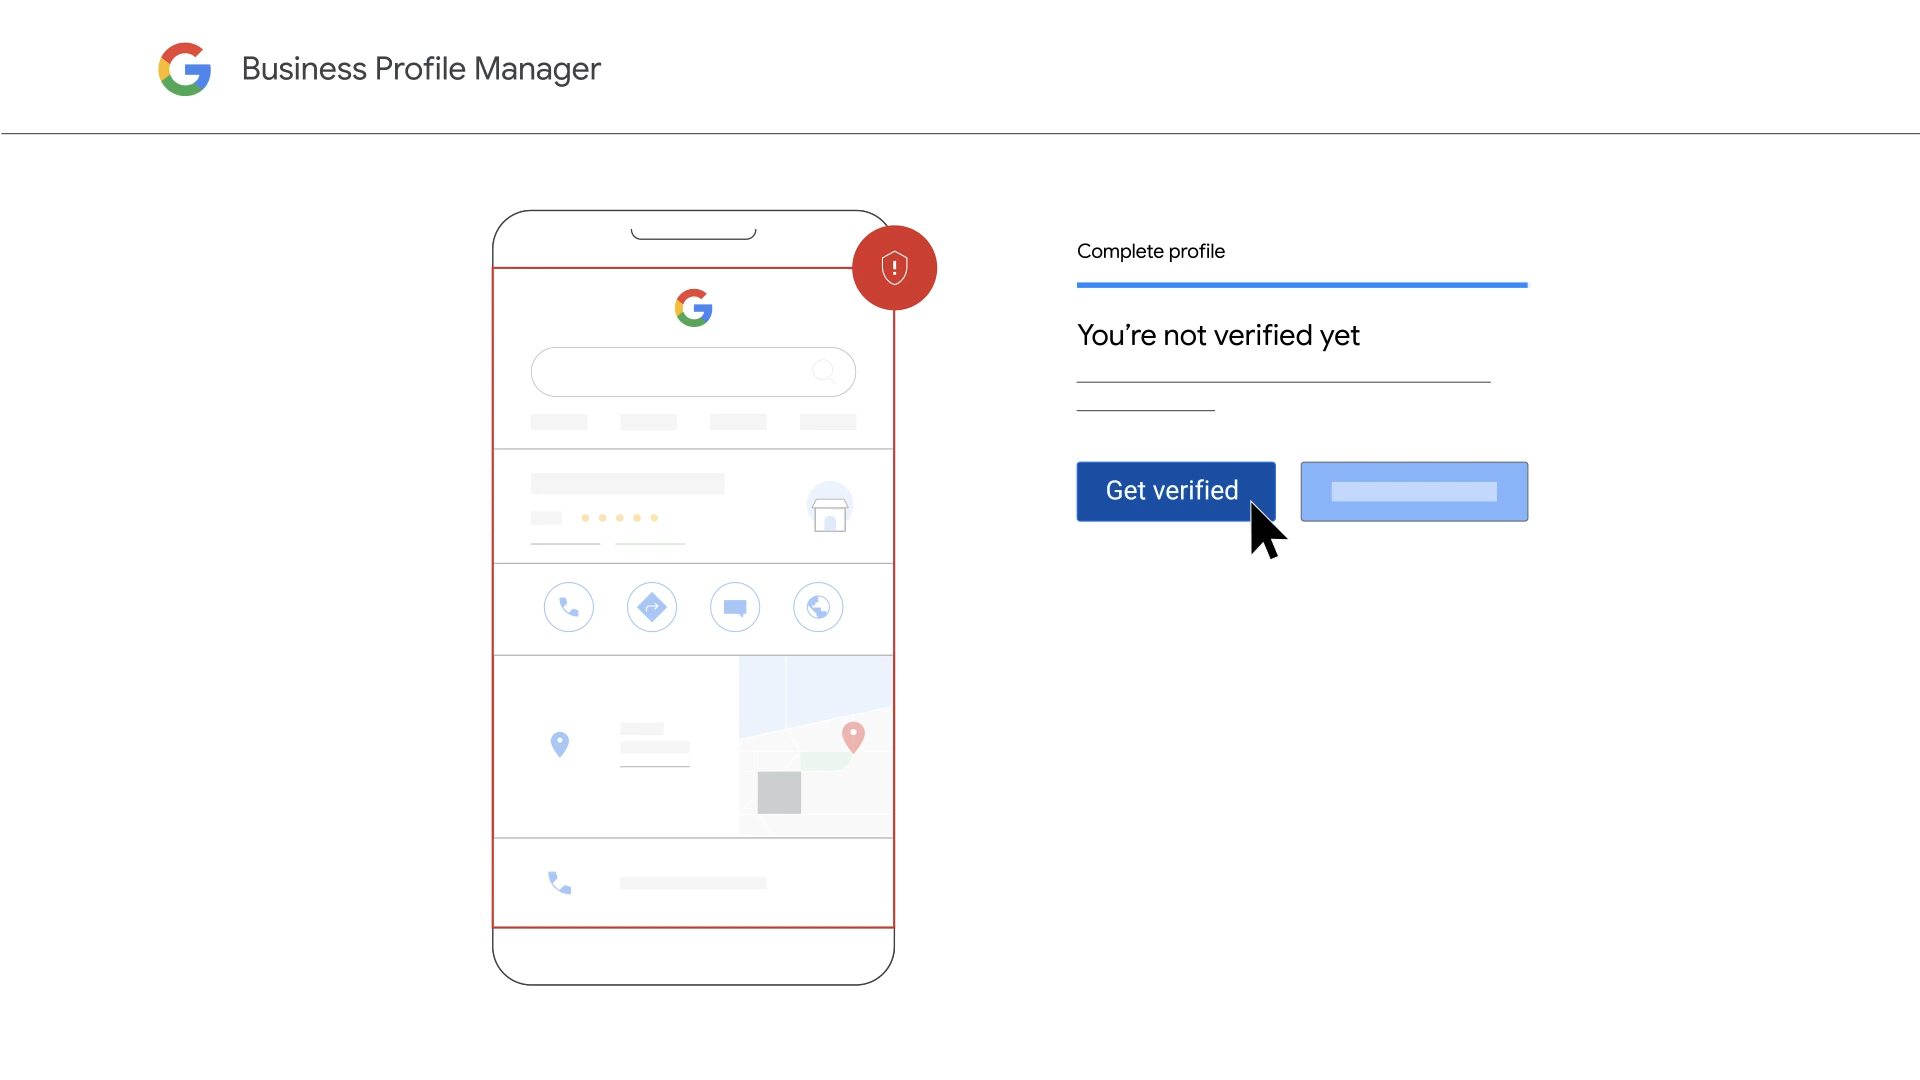 Business Profile Manager
Complete profile
You’re not verified yet
Get verified